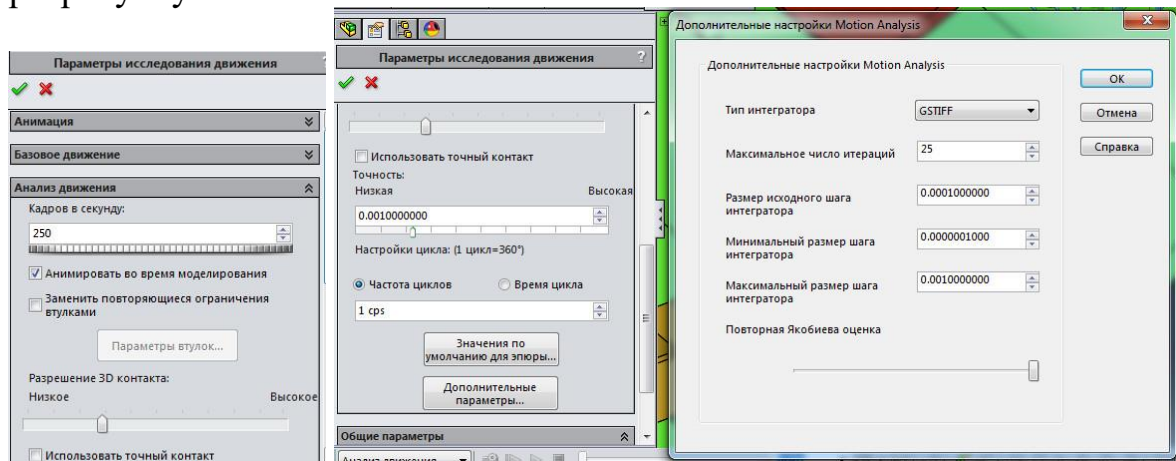 Параметры исследования движения
Анимация
Базовое движение
Анализ движения
Кадров в секунду:
250
Анимировать во время моделирования
Заменить повторяющиеся ограничения
втулками
Параметры втулок...
Разрешение 3D контакта:
Низкое Высокое
Использовать точный контакт
Параметры исследования движения ?
Использовать точный контакт
Точность:
Низкая Высокая
0.0010000000
Настройки цикла: (1 цикл=360°)
Частота циклов Время цикла
1 cps
Значения по
умолчанию для эпюры...
Дополнительные
параметры...
Общие параметры
Анализ движения
Дополнительные настройки Motion Analysis
Дополнительные настройки Motion Analysis
Тип интегратора GSTIFF
Максимальное число итераций 25
Размер исходного шага
интегратора 0.0001000000
Минимальный размер шага
интегратора 0.0000001000
Максимальный размер шага
интегратора 0.0010000000
Повторная Якобиева оценка
OK
Отмена
Справка